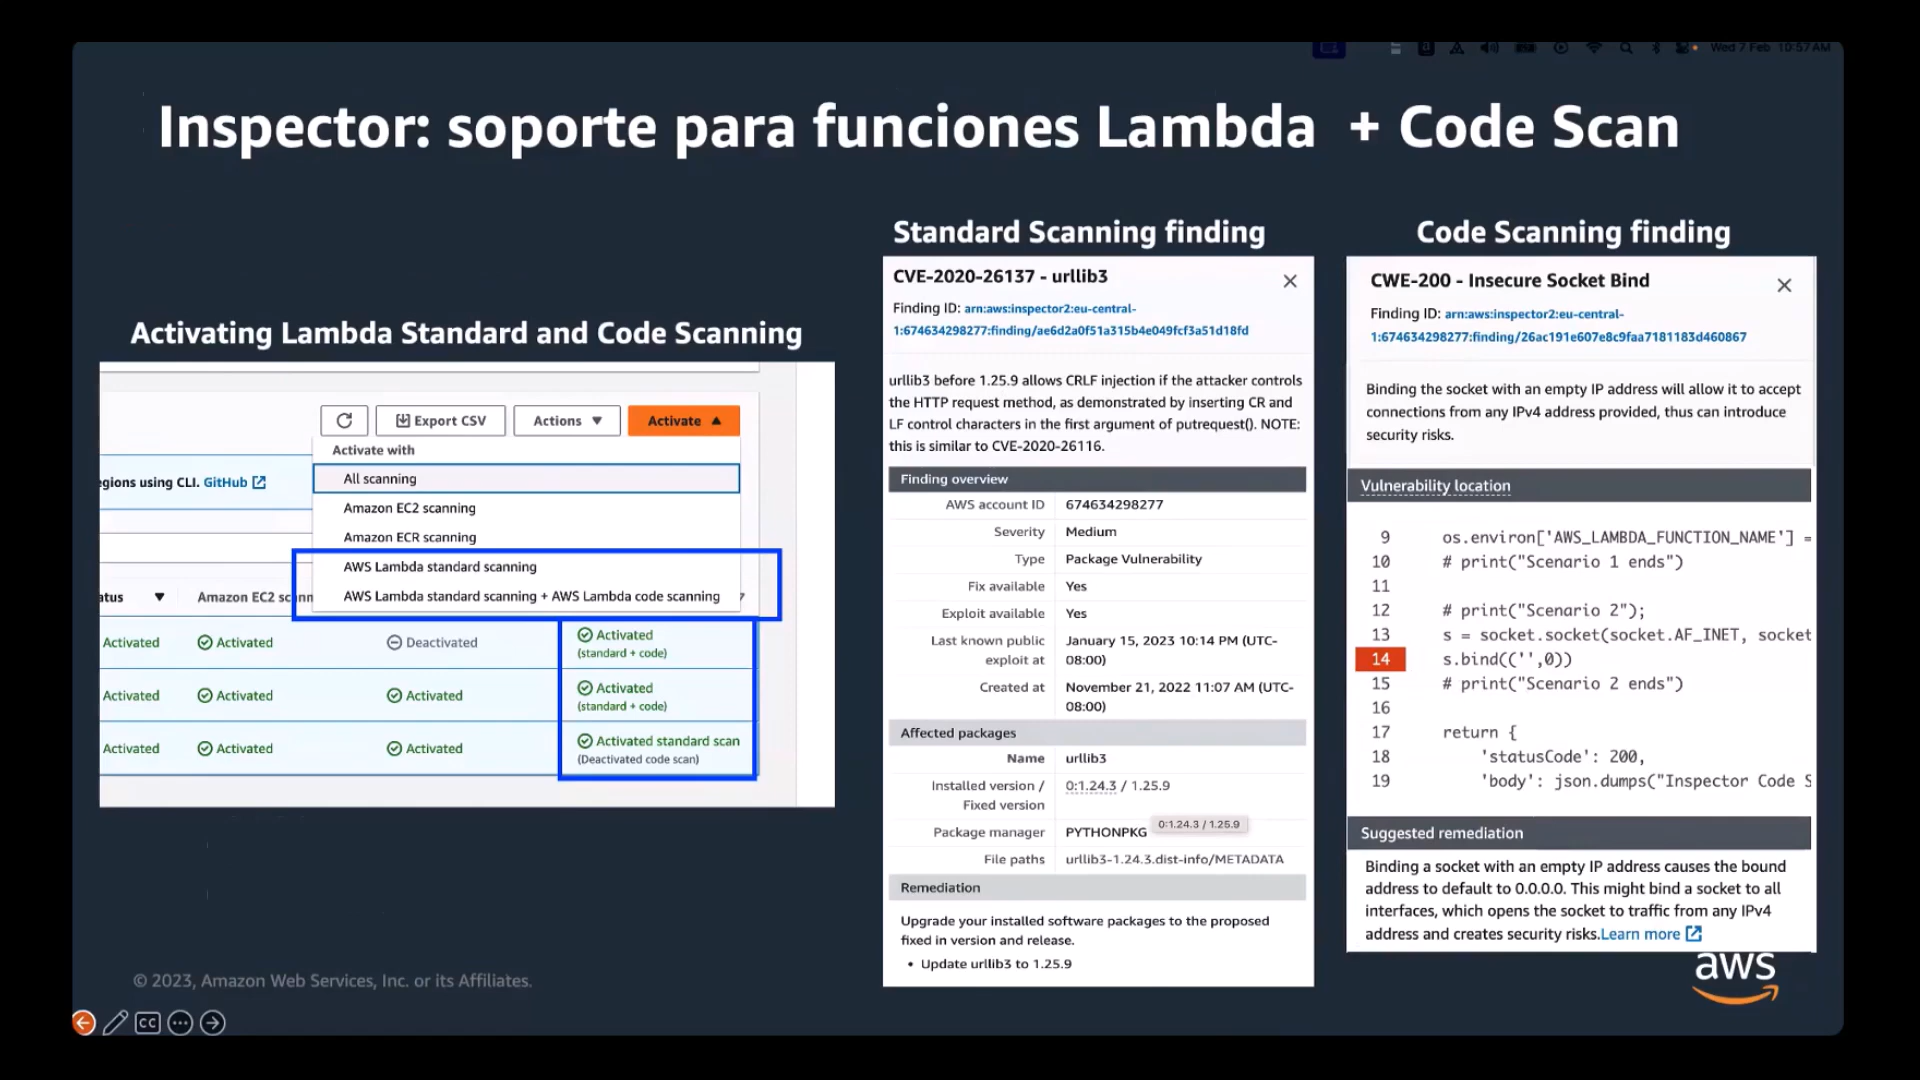 Wed 7 Feb 10:57 AM
Inspector: soporte para funciones Lambda + Code Scan
Activating Lambda Standard and Code Scanning
Export CSV
Actions
Activate
Activate with
All scanning
Amazon EC2 scanning
Amazon ECR scanning
AWS Lambda standard scanning
AWS Lambda standard scanning + AWS Lambda code scanning
egions using CLI. GitHub
atus
Amazon EC2 scann
Activated Activated Deactivated Activated
(standard + code)
Activated Activated Activated Activated
(standard + code)
Activated Activated Activated Activated standard scan
(Deactivated code scan)
Standard Scanning finding
CVE-2020-26137 - urllib3
Finding ID: arn:aws:inspector2:eu-central-
1:674634298277:finding/ae6d2a0f51a315b4e049fcf3a51d18fd
urllib3 before 1.25.9 allows CRLF injection if the attacker controls
the HTTP request method, as demonstrated by inserting CR and
LF control characters in the first argument of putrequest(). NOTE:
this is similar to CVE-2020-26116.
Finding overview
AWS account ID 674634298277
Severity Medium
Type Package Vulnerability
Fix available Yes
Exploit available Yes
Last known public January 15, 2023 10:14 PM (UTC-
exploit at 08:00)
Created at November 21, 2022 11:07 AM (UTC-
08:00)
Affected packages
Name urllib3
Installed version / 0:1.24.3 / 1.25.9
Fixed version
Package manager PYTHONPKG 0:1.24.3 / 1.25.9
File paths urllib3-1.24.3.dist-info/METADATA
Remediation
Upgrade your installed software packages to the proposed
fixed in version and release.
• Update urllib3 to 1.25.9
Code Scanning finding
CWE-200 - Insecure Socket Bind
Finding ID: arn:aws:inspector2:eu-central-
1:674634298277:finding/26ac191e607e8c9faa7181183d460867
Binding the socket with an empty IP address will allow it to accept
connections from any IPv4 address provided, thus can introduce
security risks.
Vulnerability location
9 os.environ['AWS_LAMBDA_FUNCTION_NAME'] =
10 # print("Scenario 1 ends")
11
12 # print("Scenario 2");
13 s = socket.socket(socket.AF_INET, socket
14 s.bind(('',0))
15 # print("Scenario 2 ends")
16
17 return {
18 'statusCode': 200,
19 'body': json.dumps("Inspector Code S
Suggested remediation
Binding a socket with an empty IP address causes the bound
address to default to 0.0.0.0. This might bind a socket to all
interfaces, which opens the socket to traffic from any IPv4
address and creates security risks.Learn more
aws
© 2023, Amazon Web Services, Inc. or its Affiliates.
CC